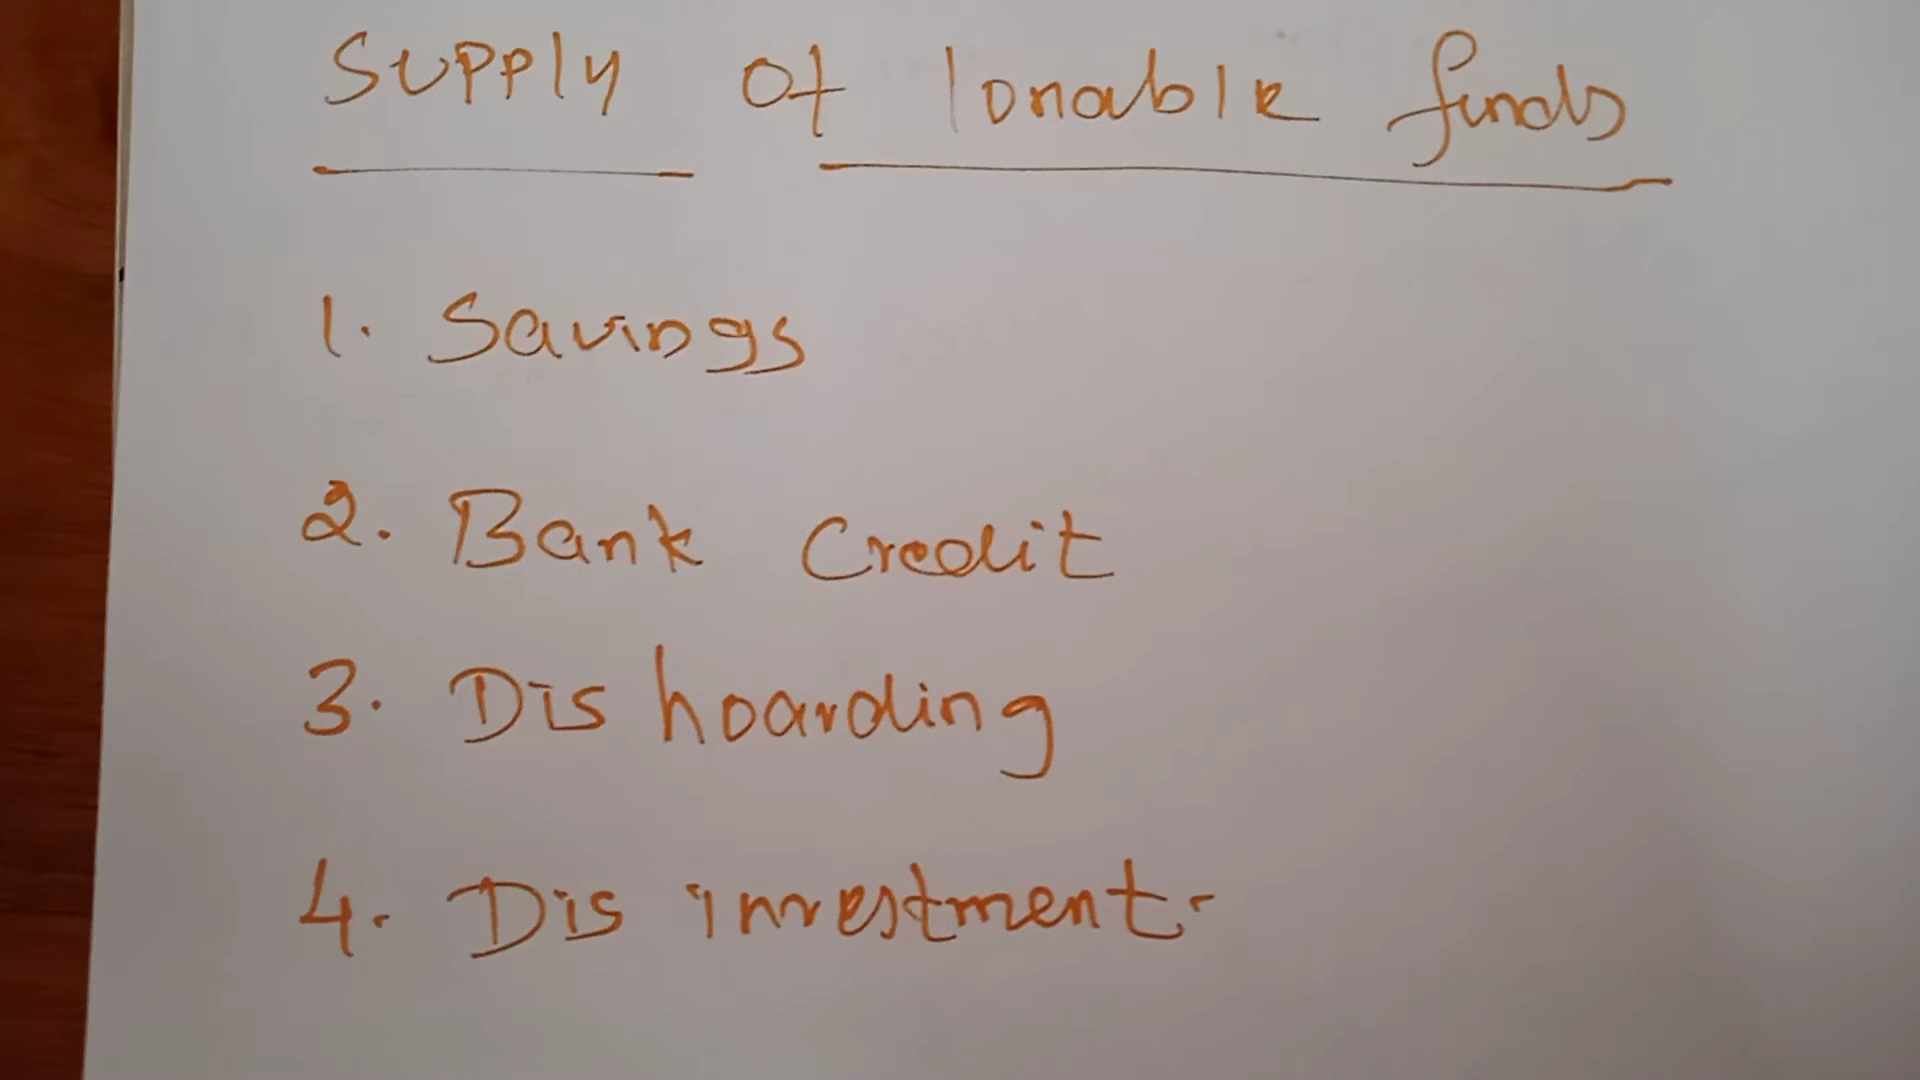 Supply of lonable funds
1. Savings
2. Bank Credit
3. Dis hoarding
4. Dis investment.